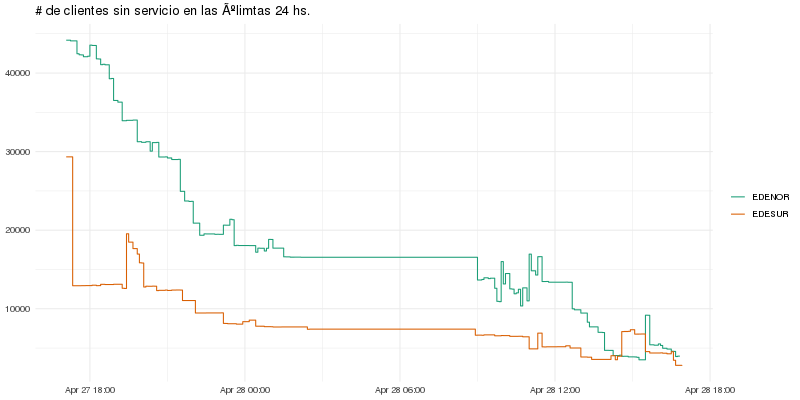 # de clientes sin servicio en las Ãºlimtas 24 hs.
40000
30000
20000
10000
Apr 27 18:00
Apr 28 00:00
Apr 28 06:00
Apr 28 12:00
Apr 28 18:00
EDENOR
EDESUR